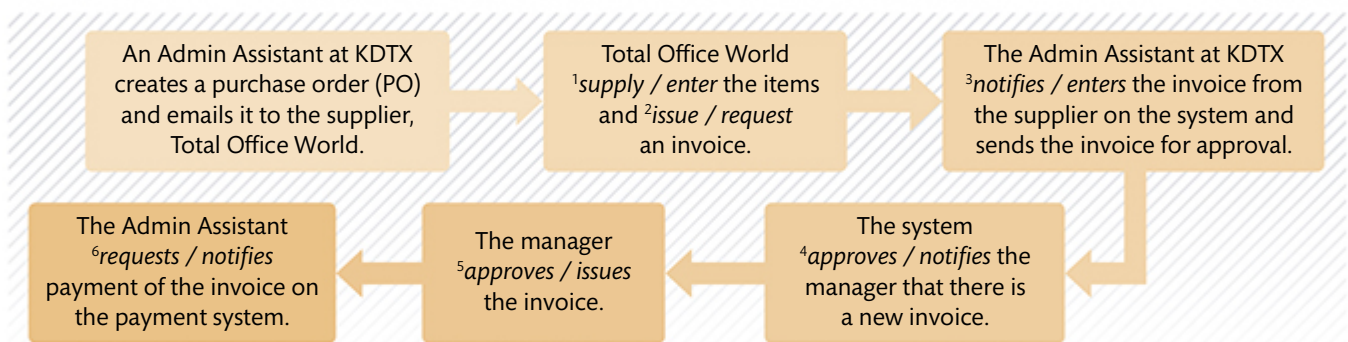 An Admin Assistant at KDTX
creates a purchase order (PO)
and emails it to the supplier,
Total Office World.
Total Office World
¹supply / enter the items
and ²issue / request
an invoice.
The Admin Assistant at KDTX
³notifies / enters the invoice from
the supplier on the system and
sends the invoice for approval.
The system
⁴approves / notifies the
manager that there is
a new invoice.
The manager
⁵approves / issues
the invoice.
The Admin Assistant
⁶requests / notifies
payment of the invoice on
the payment system.